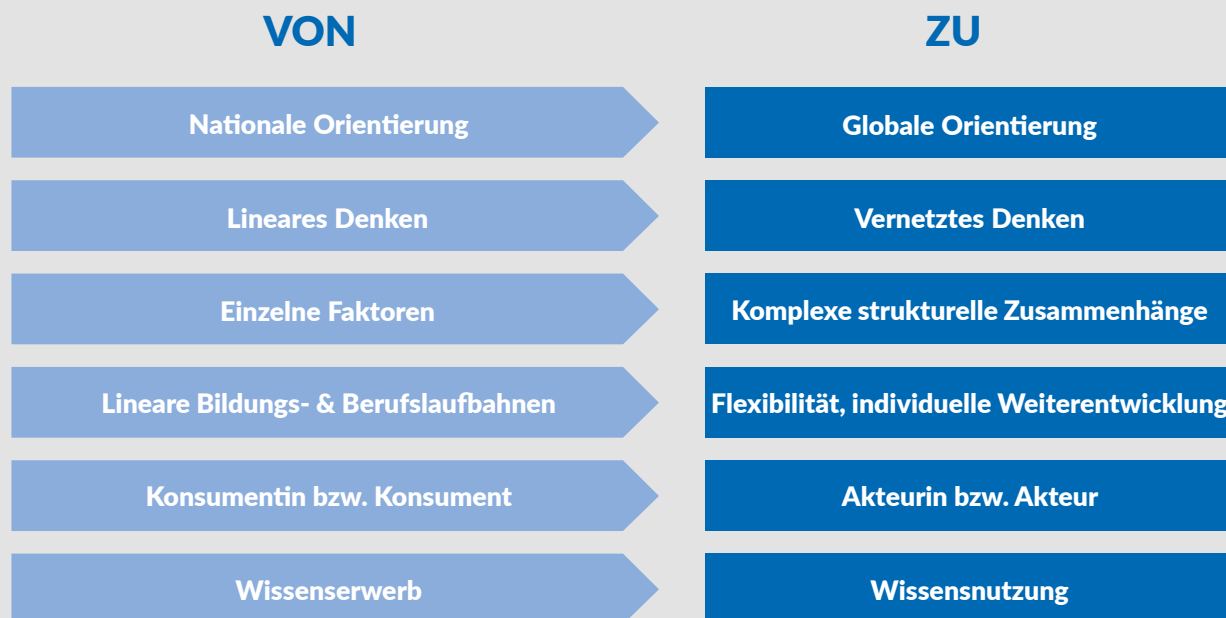 VON
ZU
Nationale Orientierung
Globale Orientierung
Lineares Denken
Vernetztes Denken
Einzelne Faktoren
Komplexe strukturelle Zusammenhänge
Lineare Bildungs- & Berufslaufbahnen
Flexibilität, individuelle Weiterentwicklung
Konsumentin bzw. Konsument
Akteurin bzw. Akteur
Wissenserwerb
Wissensnutzung